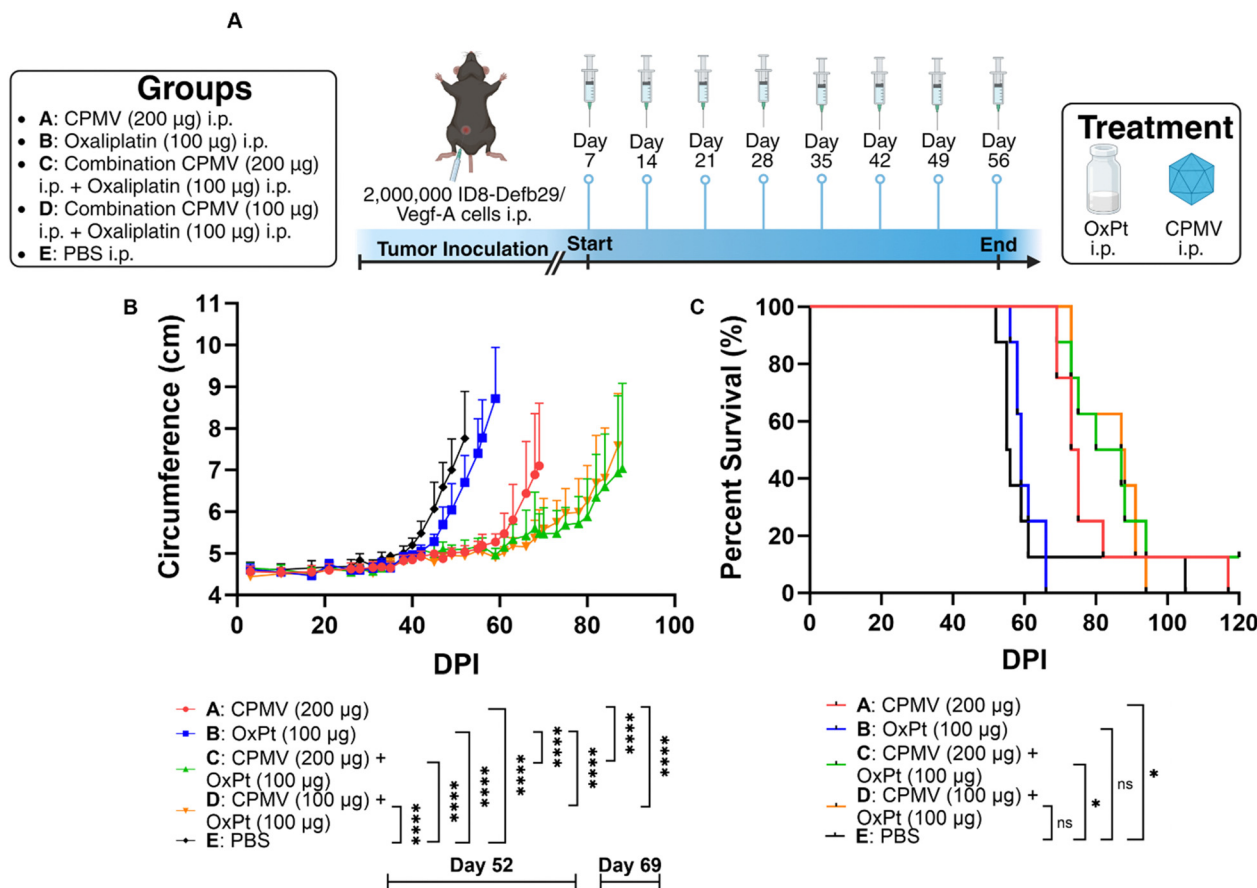 A
Groups
• A: CPMV (200 µg) i.p.
• B: Oxaliplatin (100 µg) i.p.
• C: Combination CPMV (200 µg)
i.p. + Oxaliplatin (100 µg) i.p.
• D: Combination CPMV (100 µg)
i.p. + Oxaliplatin (100 µg) i.p.
• E: PBS i.p.
2,000,000 ID8-Defb29/
Vegf-A cells i.p.
Tumor Inoculation
Day
7
Day
14
Day
21
Day
28
Day
35
Day
42
Day
49
Day
56
Start
End
Treatment
OxPt
i.p.
CPMV
i.p.
B
Circumference (cm)
11
10
9
8
7
6
5
4
0
20
40
60
80
100
DPI
A: CPMV (200 µg)
B: OxPt (100 µg)
C: CPMV (200 µg) +
OxPt (100 µg)
D: CPMV (100 µg) +
OxPt (100 µg)
E: PBS
****
****
****
****
****
****
****
****
Day 52
Day 69
C
Percent Survival (%)
100
80
60
40
20
0
0
20
40
60
80
100
120
DPI
A: CPMV (200 µg)
B: OxPt (100 µg)
C: CPMV (200 µg) +
OxPt (100 µg)
D: CPMV (100 µg) +
OxPt (100 µg)
E: PBS
ns
*
ns
*